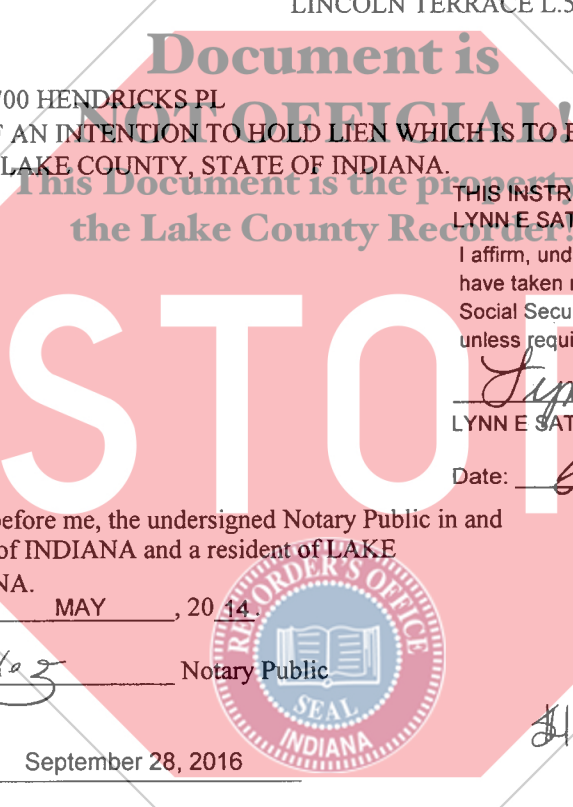 LINCOLN TERRACE L.S
Document is
NOT OFFICIAL!
00 HENDRICKS PL
AN INTENTION TO HOLD LIEN WHICH IS TO
LAKE COUNTY, STATE OF INDIANA.
This Document is the property
the Lake County Recorder!
THIS INSTR
LYNN E SAT
I affirm, und
have taken
Social Secu
unless requi
STO
LYNN E SAT
Date:
before me, the undersigned Notary Public in and
of INDIANA and a resident of LAKE
NA.
MAY , 20 14.
Notary Public
RECORDER'S OFFICE
SEAL
INDIANA
September 28, 2016